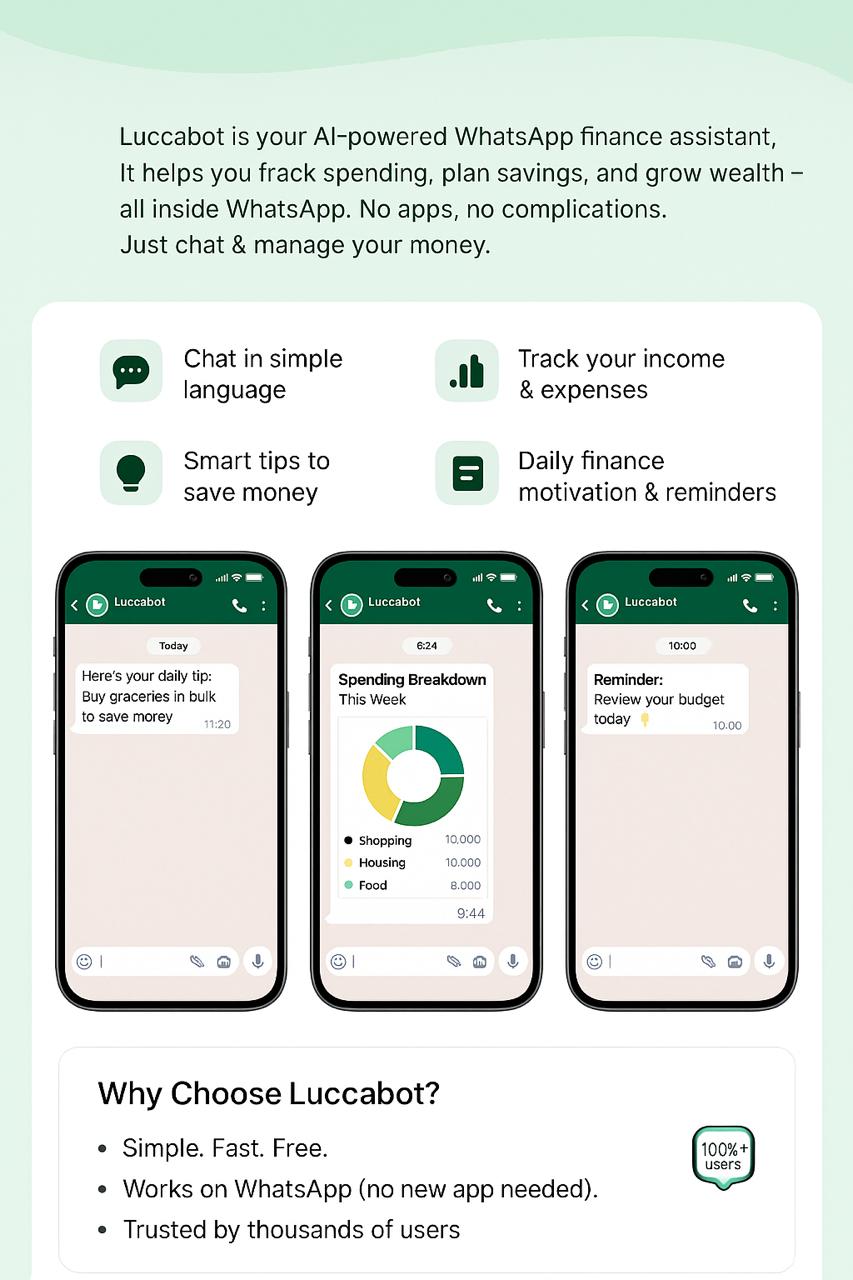 Luccabot is your AI-powered WhatsApp finance assistant,
It helps you frack spending, plan savings, and grow wealth –
all inside WhatsApp. No apps, no complications.
Just chat & manage your money.
Chat in simple
language
Track your income
& expenses
Smart tips to
save money
Daily finance
motivation & reminders
Luccabot
Today
Here's your daily tip:
Buy graceries in bulk
to save morey
11:20
Luccabot
6:24
Spending Breakdown
This Week
Shopping 10,000
Housing 10.000
Food 8.000
9:44
Luccabot
10:00
Reminder:
Review your budget
today
10:00
Why Choose Luccabot?
• Simple. Fast. Free.
• Works on WhatsApp (no new app needed).
• Trusted by thousands of users
100%+
users